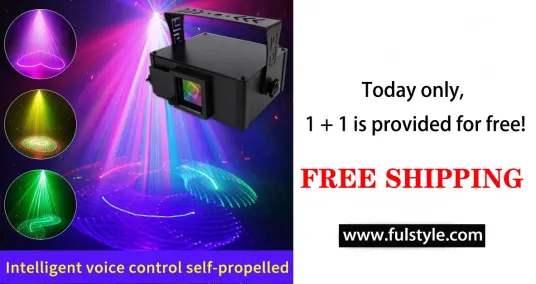 Today only,
1 + 1 is provided for free!
FREE SHIPPING
www.fulstyle.com
Intelligent voice control self-propelled